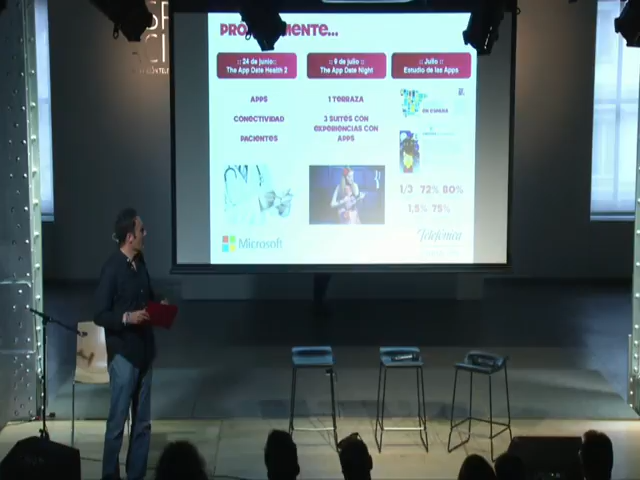 :: 24 de junio::
The App Date Health 2
:: 9 de julio ::
The App Date Night
:: Julio
Estudio de las Apps
APPS
CONECTIVIDAD
PACIENTES
1 TERRAZA
3 SUITES CON
EXPERIENCIAS CON
APPS
EN ESPAÑA
1/3 72% 80%
1,5% 75%
Microsoft
Telefónica